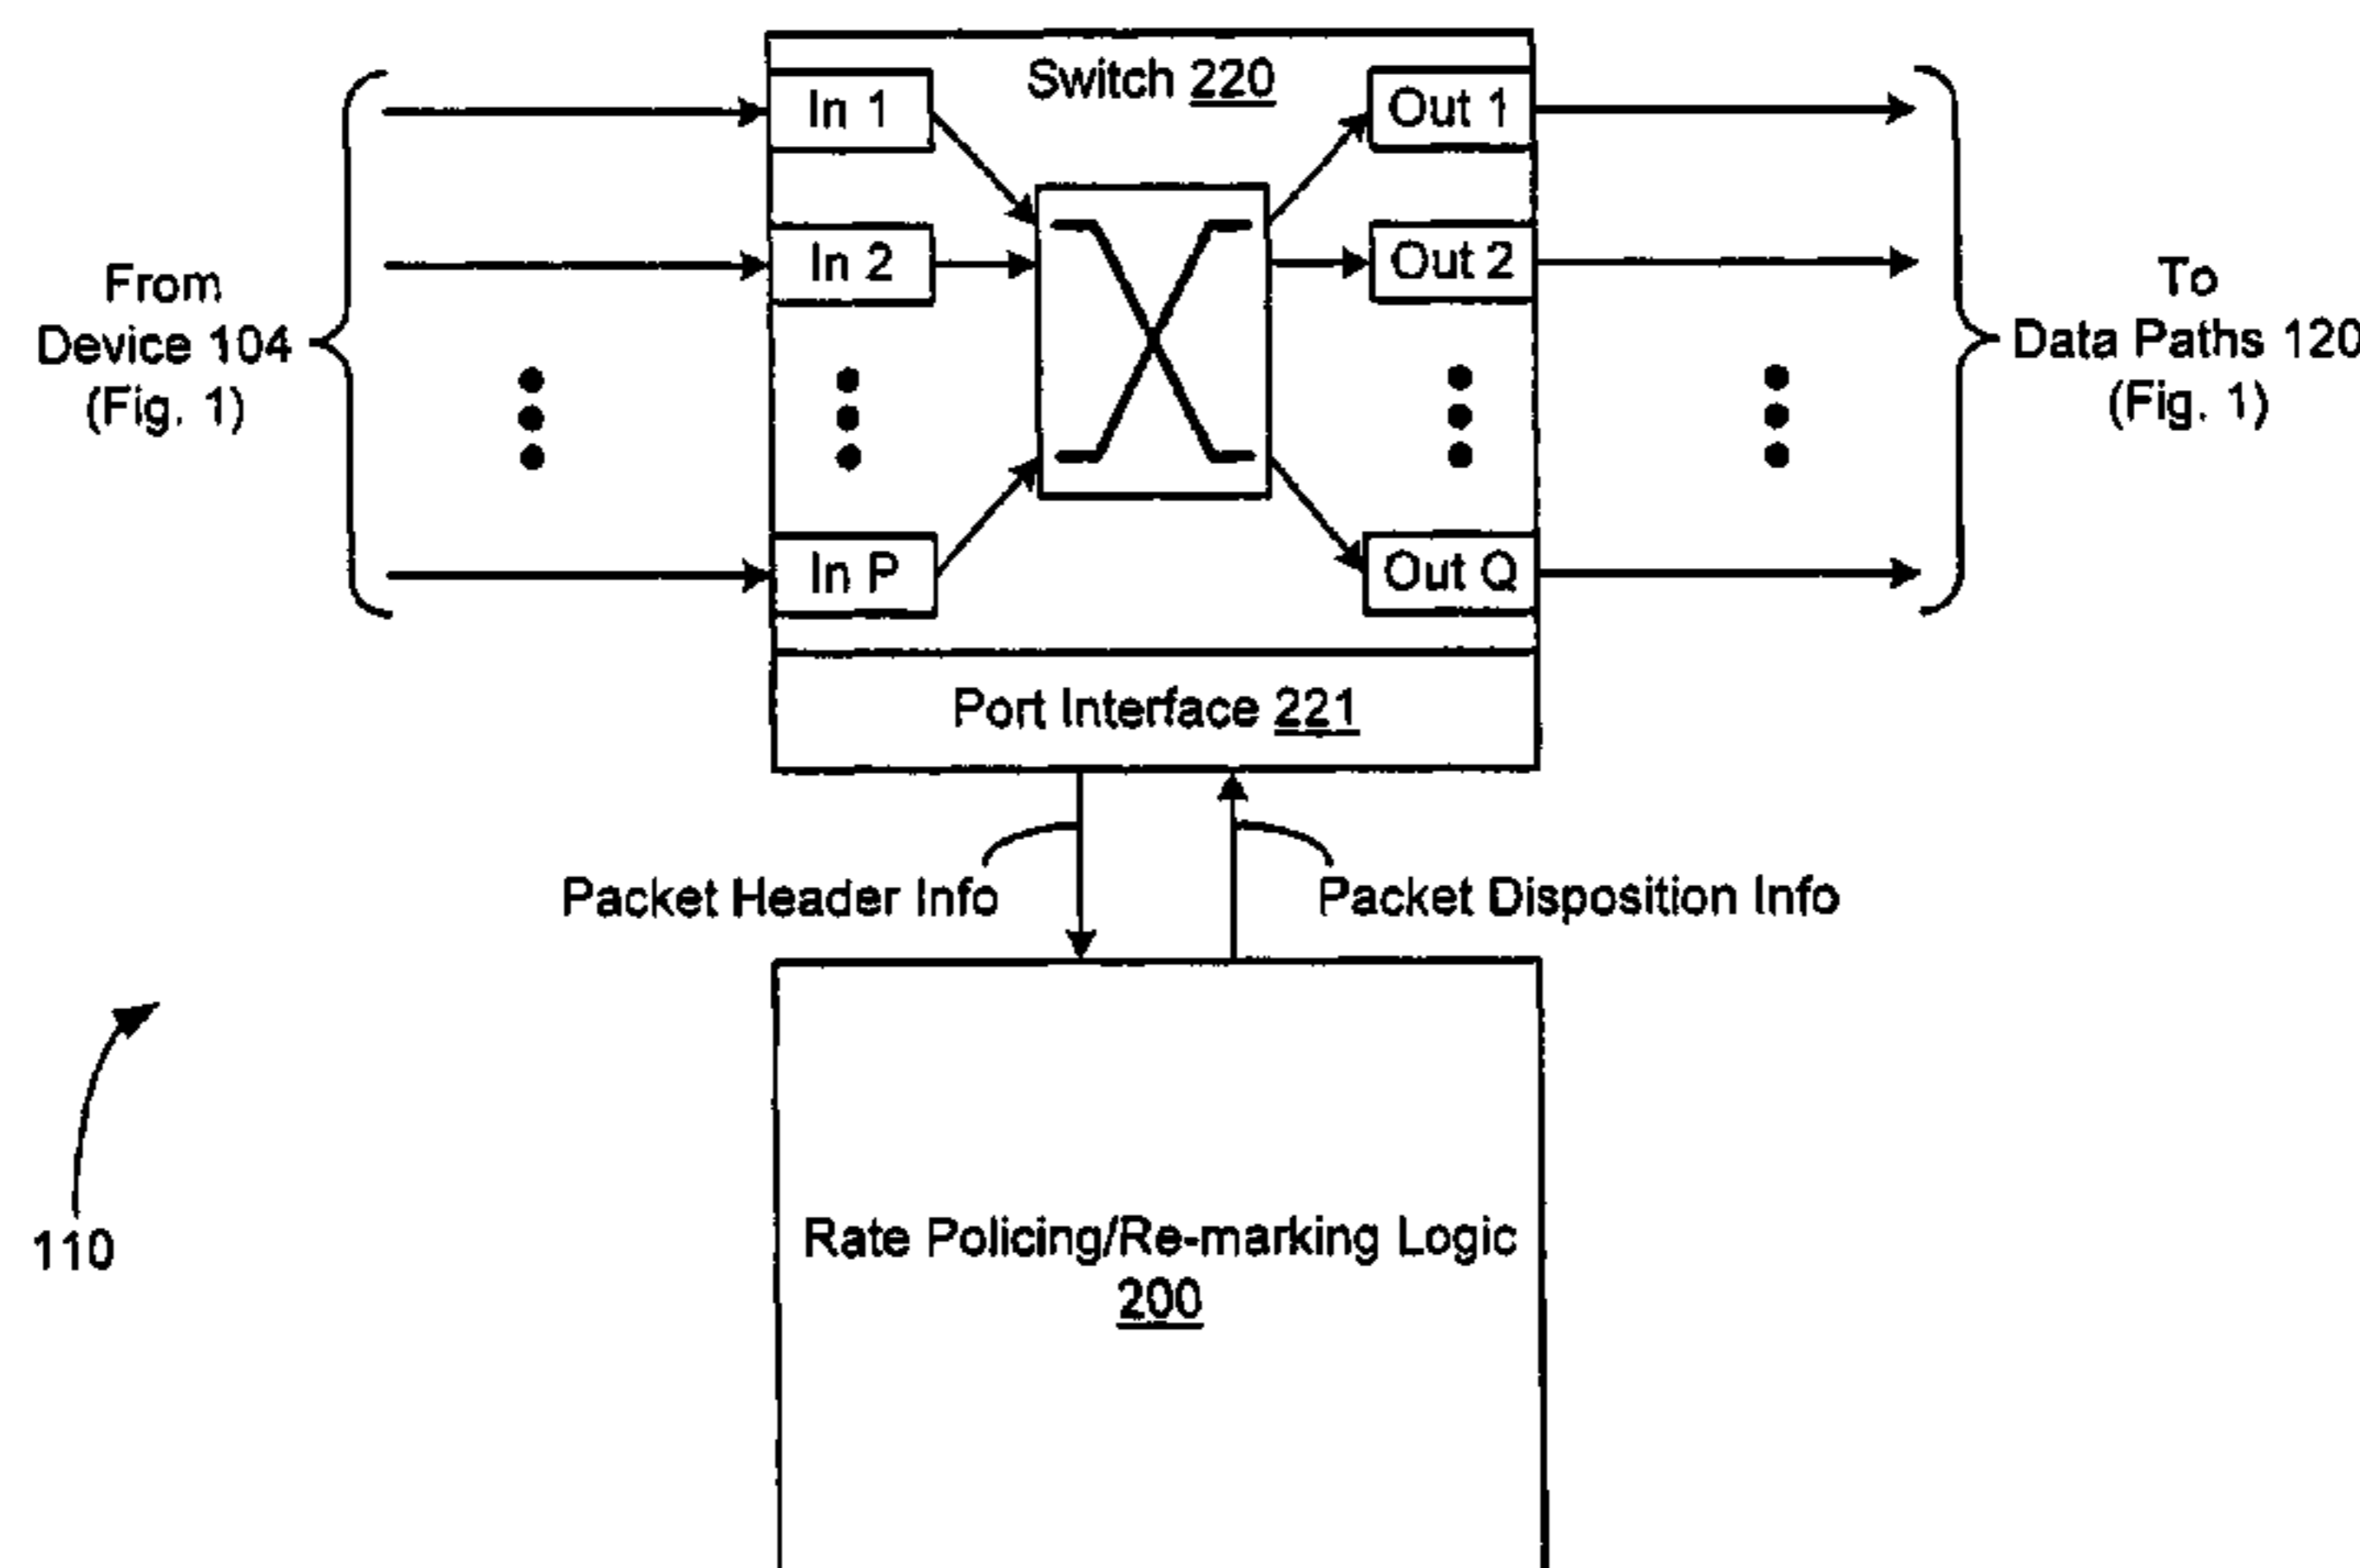 Switch 220
In 1
Out 1
In 2
Out 2
From
Device 104
(Fig. 1)
To
Data Paths 120
(Fig. 1)
In P
Out Q
Port Interface 221
Packet Header Info
Packet Disposition Info
110
Rate Policing/Re-marking Logic
200